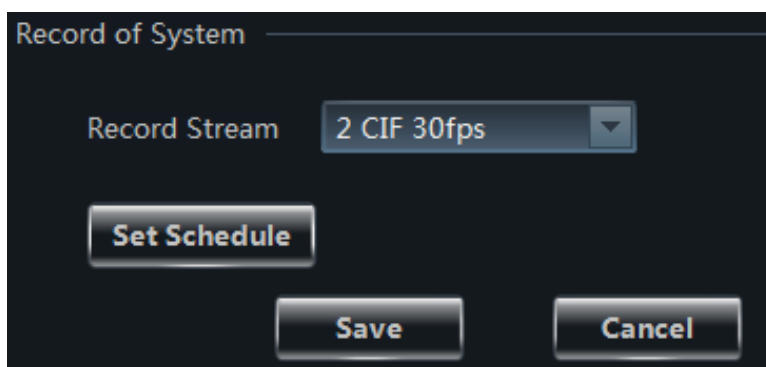 Record of System
Record Stream 2 CIF 30fps
Set Schedule
Save Cancel